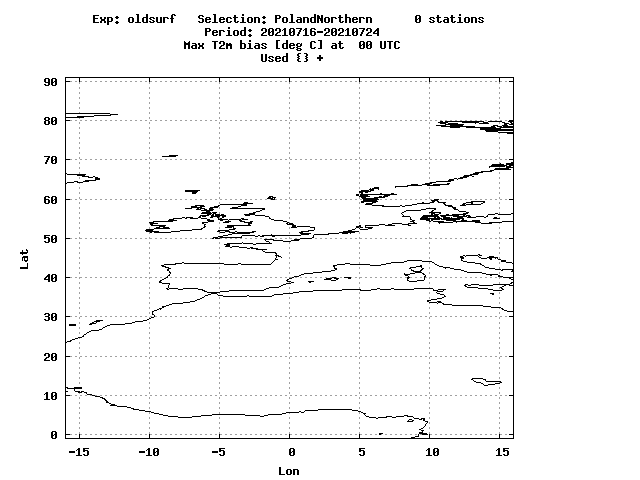 Exp: oldsurf   Selection: PolandNorthern      0 stations
Period: 20210716-20210724
Max T2m bias [deg C] at  00 UTC
Used {} +
90
80
70
60
50
40
30
20
10
0
Lat
-15 -10 -5 0 5 10 15
Lon